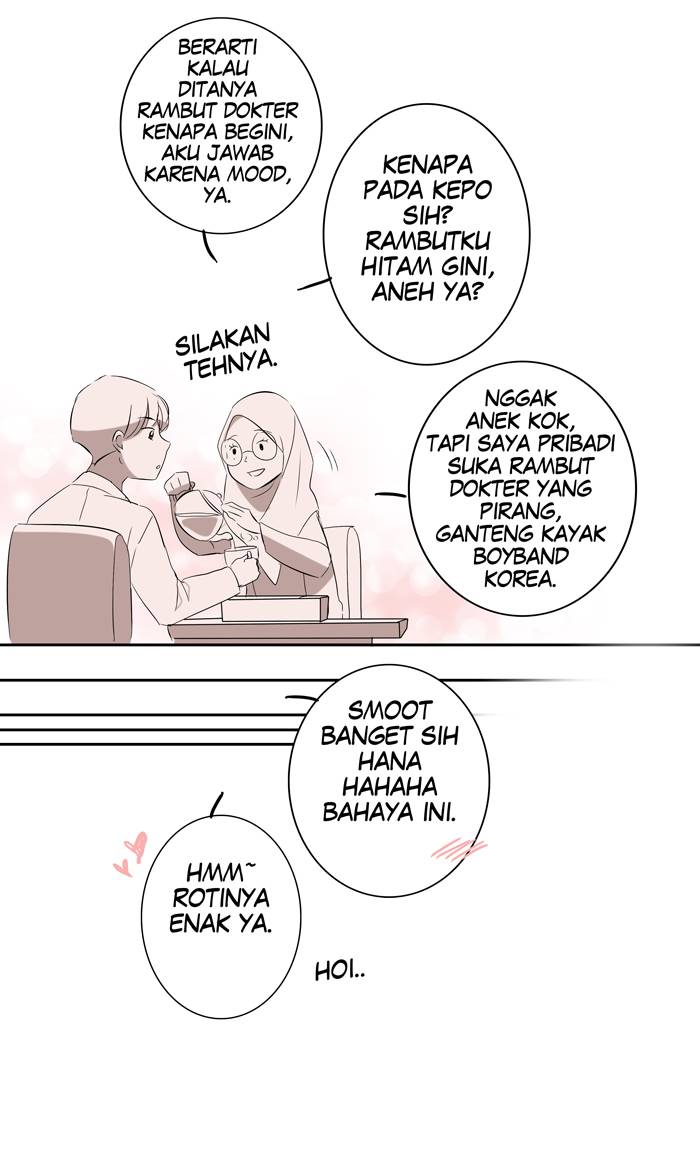 BERARTI
KALAU
DITANYA
RAMBUT DOKTER
KENAPA BEGINI,
AKU JAWAB
KARENA MOOD,
YA.
KENAPA
PADA KEPO
SIH?
RAMBUTKU
HITAM GINI,
ANEH YA?
SILAKAN
TEHNYA.
NGGAK
ANEK KOK,
TAPI SAYA PRIBADI
SUKA RAMBUT
DOKTER YANG
PIRANG,
GANTENG KAYAK
BOYBAND
KOREA.
SMOOT
BANGET SIH
HANA
HAHAHA
BAHAYA INI.
HMM~
ROTINYA
ENAK YA.
HOI..